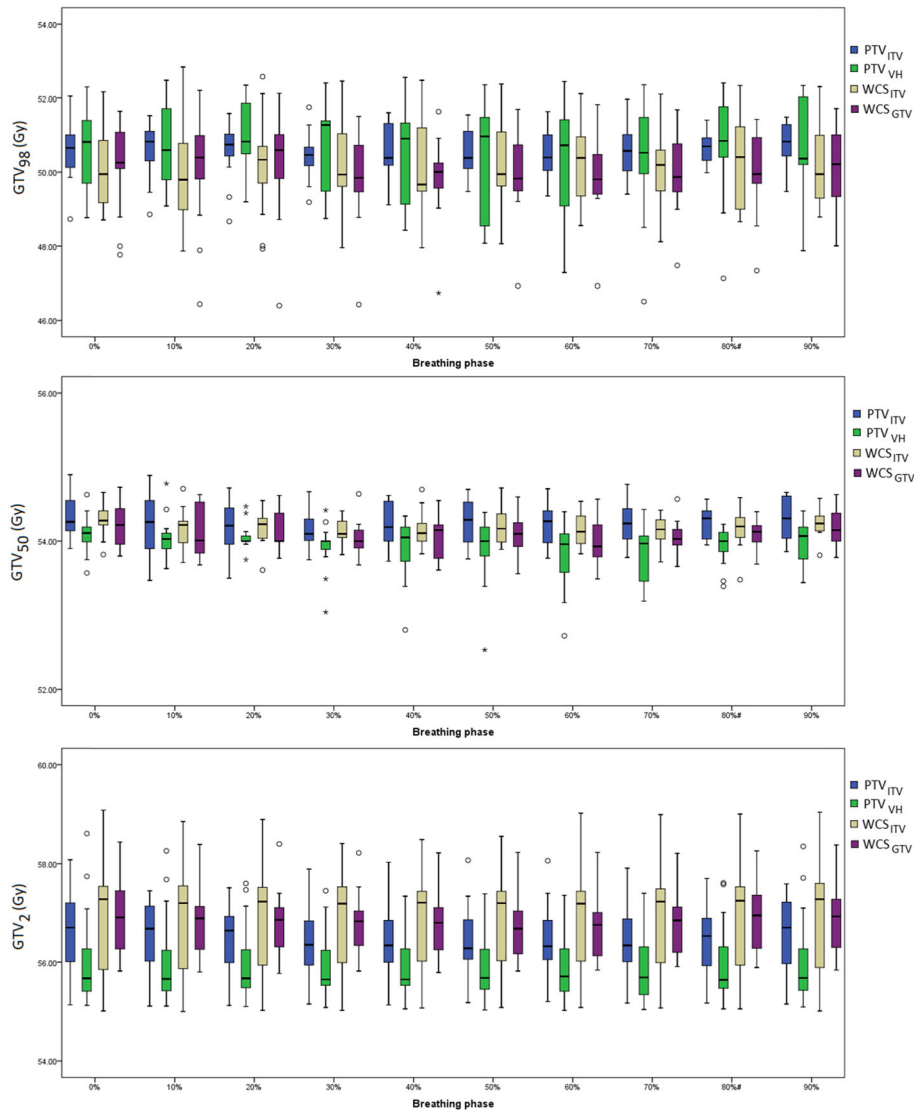 54.00
52.00
50.00
48.00
46.00
GTV98 (Gy)
0% 10% 20% 30% 40% 50% 60% 70% 80%# 90%
Breathing phase
PTVITV
PTVVH
WCSITV
WCSGTV
56.00
54.00
52.00
GTV50 (Gy)
0% 10% 20% 30% 40% 50% 60% 70% 80%# 90%
Breathing phase
PTVITV
PTVVH
WCSITV
WCSGTV
60.00
58.00
56.00
54.00
GTV2 (Gy)
0% 10% 20% 30% 40% 50% 60% 70% 80%# 90%
Breathing phase
PTVITV
PTVVH
WCSITV
WCSGTV